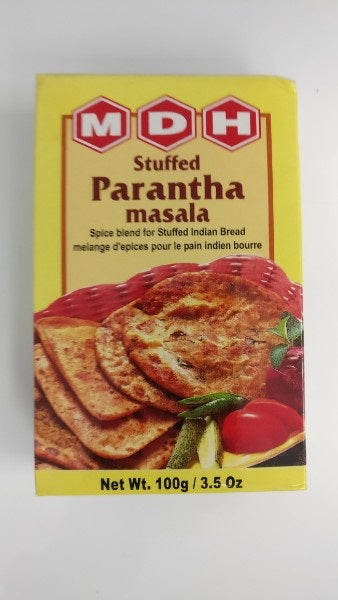 MDH
Stuffed
Parantha
masala
Spice blend for Stuffed Indian Bread
melange d'epices pour le pain indien bourre
Net Wt. 100g / 3.5 Oz